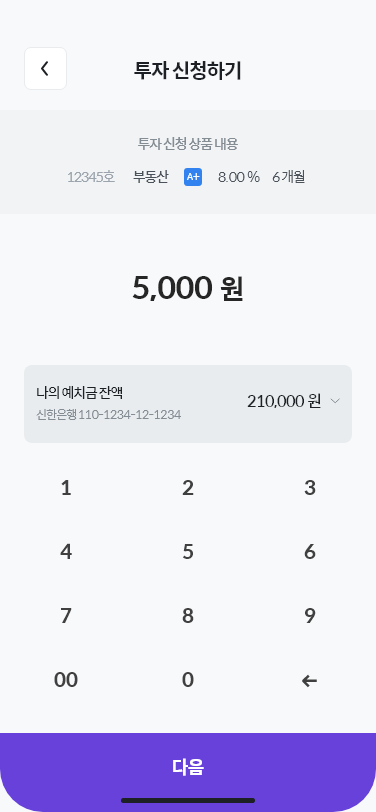 투자 신청하기
투자 신청 상품 내용
12345호 부동산 A+ 8.00 % 6개월
5,000 원
나의 예치금 잔액
신한은행 110-1234-12-1234
210,000 원
1 2 3
4 5 6
7 8 9
00 0 ←
다음